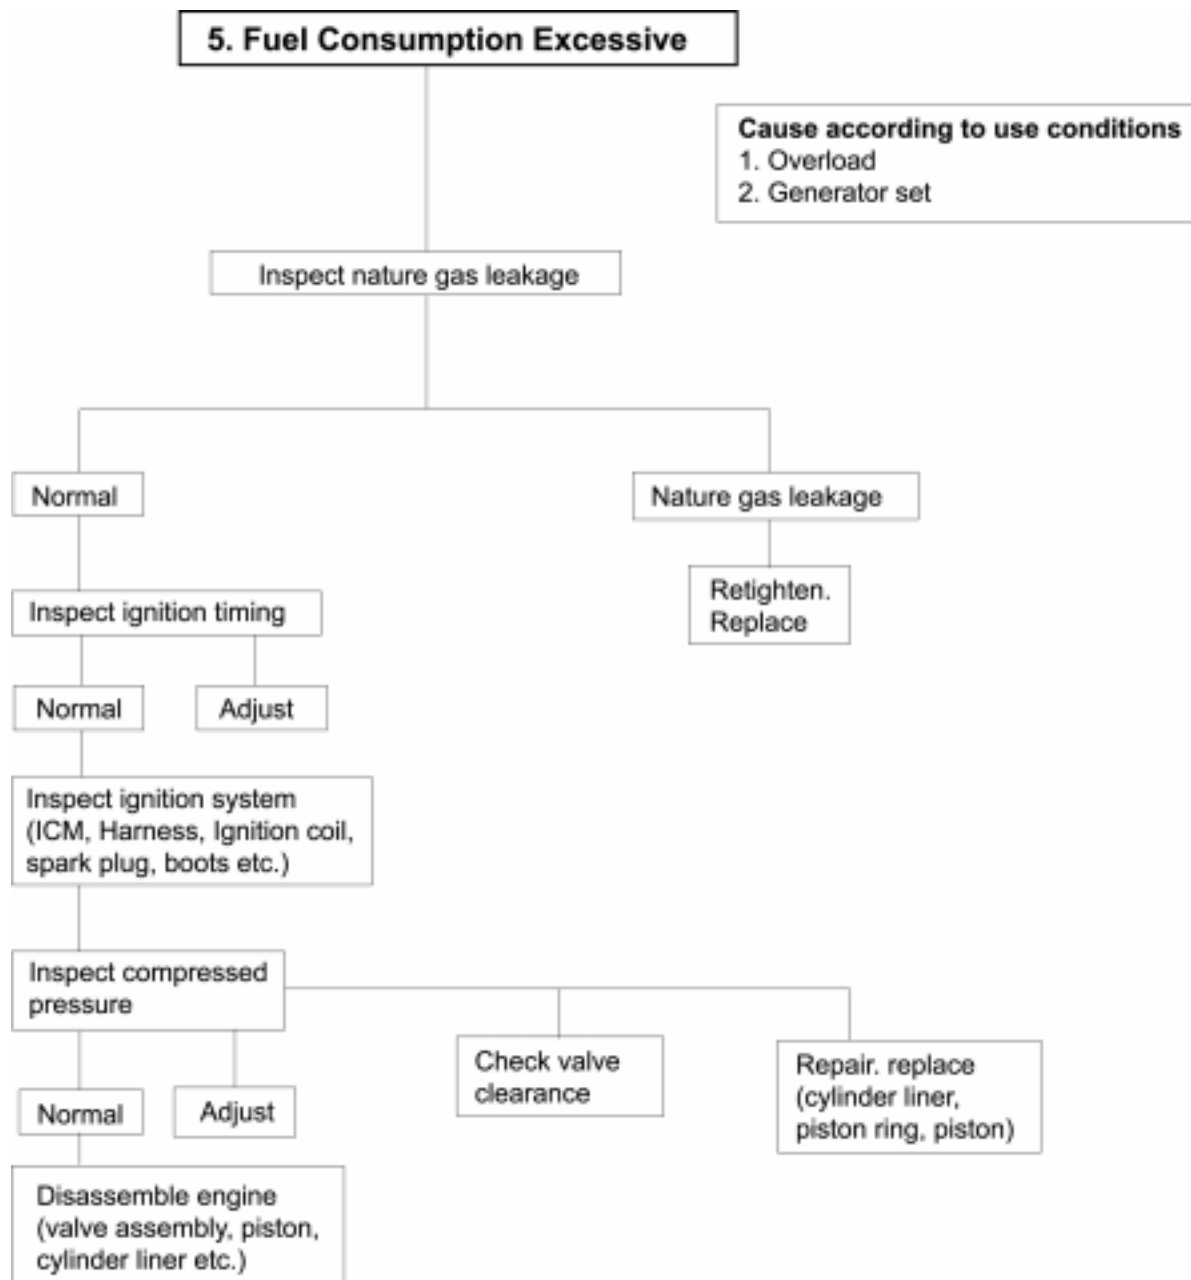 5. Fuel Consumption Excessive
Cause according to use conditions
1. Overload
2. Generator set
Inspect nature gas leakage
Normal
Nature gas leakage
Retighten.
Replace
Inspect ignition timing
Normal
Adjust
Inspect ignition system
(ICM, Harness, Ignition coil,
spark plug, boots etc.)
Inspect compressed
pressure
Check valve
clearance
Repair. replace
(cylinder liner,
piston ring, piston)
Normal
Adjust
Disassemble engine
(valve assembly, piston,
cylinder liner etc.)